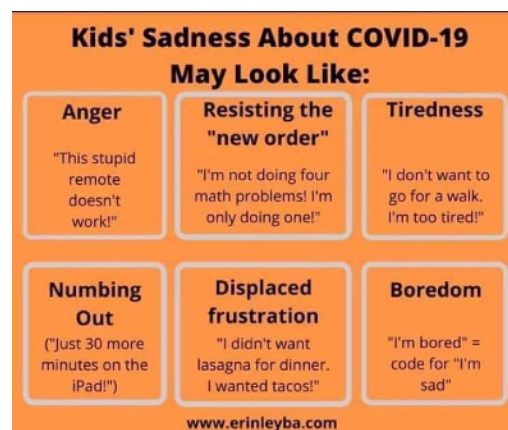 Kids' Sadness About COVID-19
May Look Like:
Anger
"This stupid
remote
doesn't
work!"
Resisting the
"new order"
"I'm not doing four
math problems! I'm
only doing one!"
Tiredness
"I don't want to
go for a walk.
I'm too tired!"
Numbing
Out
("Just 30 more
minutes on the
iPad!")
Displaced
frustration
"I didn't want
lasagna for dinner.
I wanted tacos!"
Boredom
"I'm bored" =
code for "I'm
sad"
www.erinleyba.com